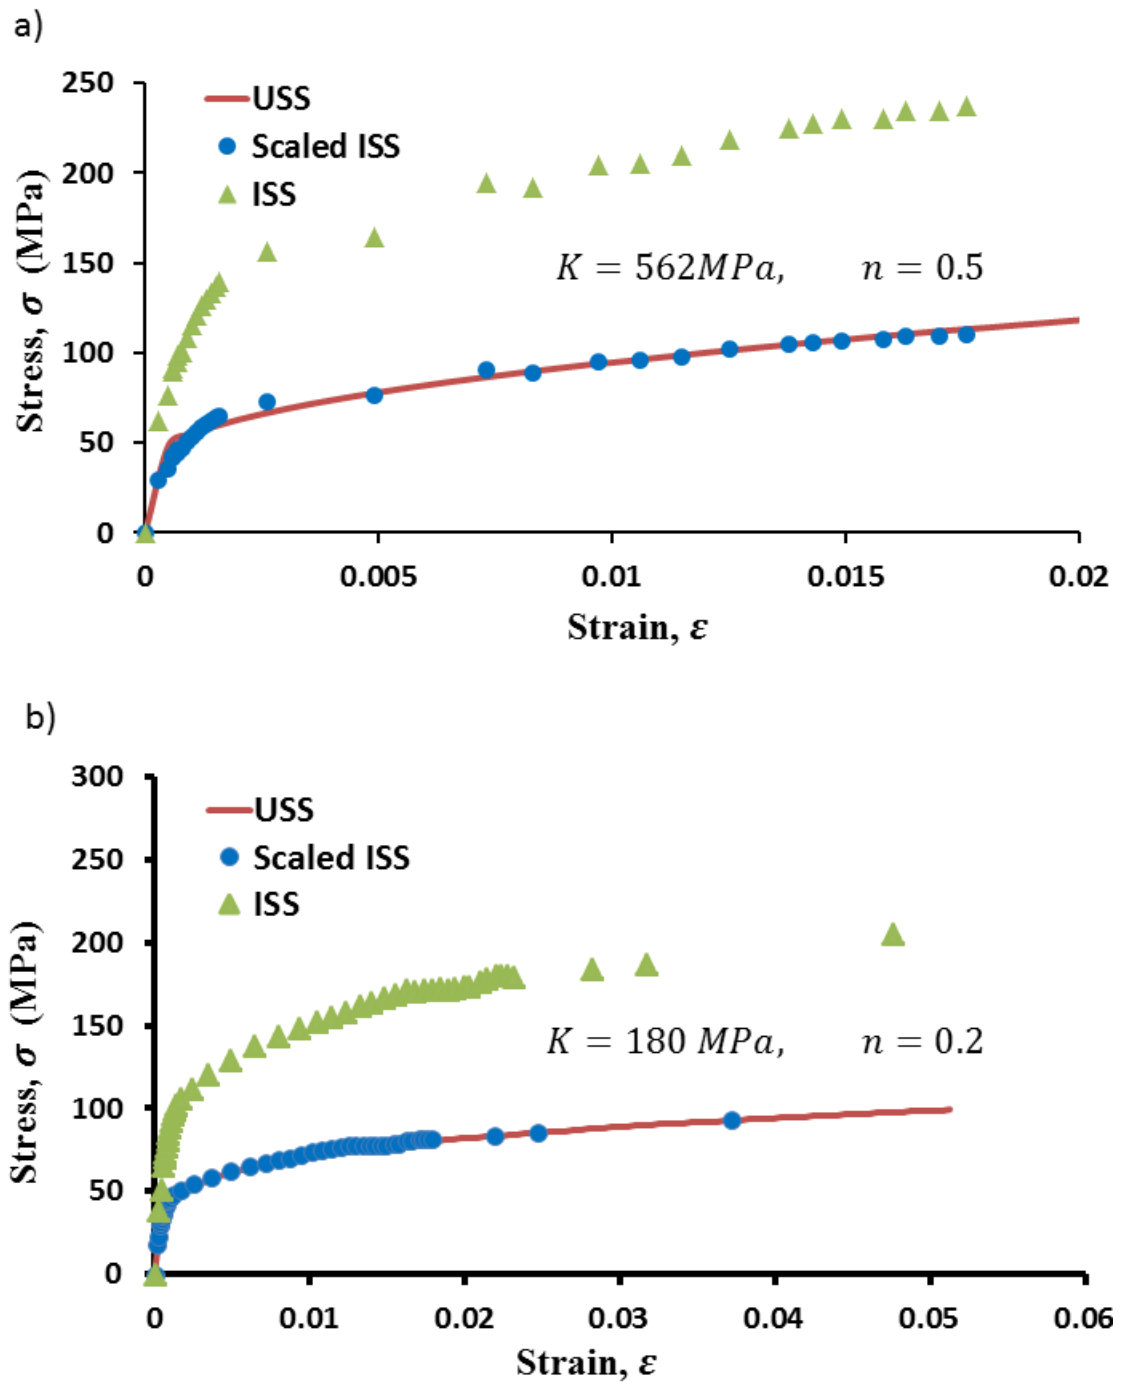 a)
250
200
150
100
50
0
USS
Scaled ISS
ISS
K = 562MPa, n = 0.5
Stress, σ (MPa)
0 0.005 0.01 0.015 0.02
Strain, ε
b)
300
250
200
150
100
50
0
USS
Scaled ISS
ISS
K = 180 MPa, n = 0.2
Stress, σ (MPa)
0 0.01 0.02 0.03 0.04 0.05 0.06
Strain, ε